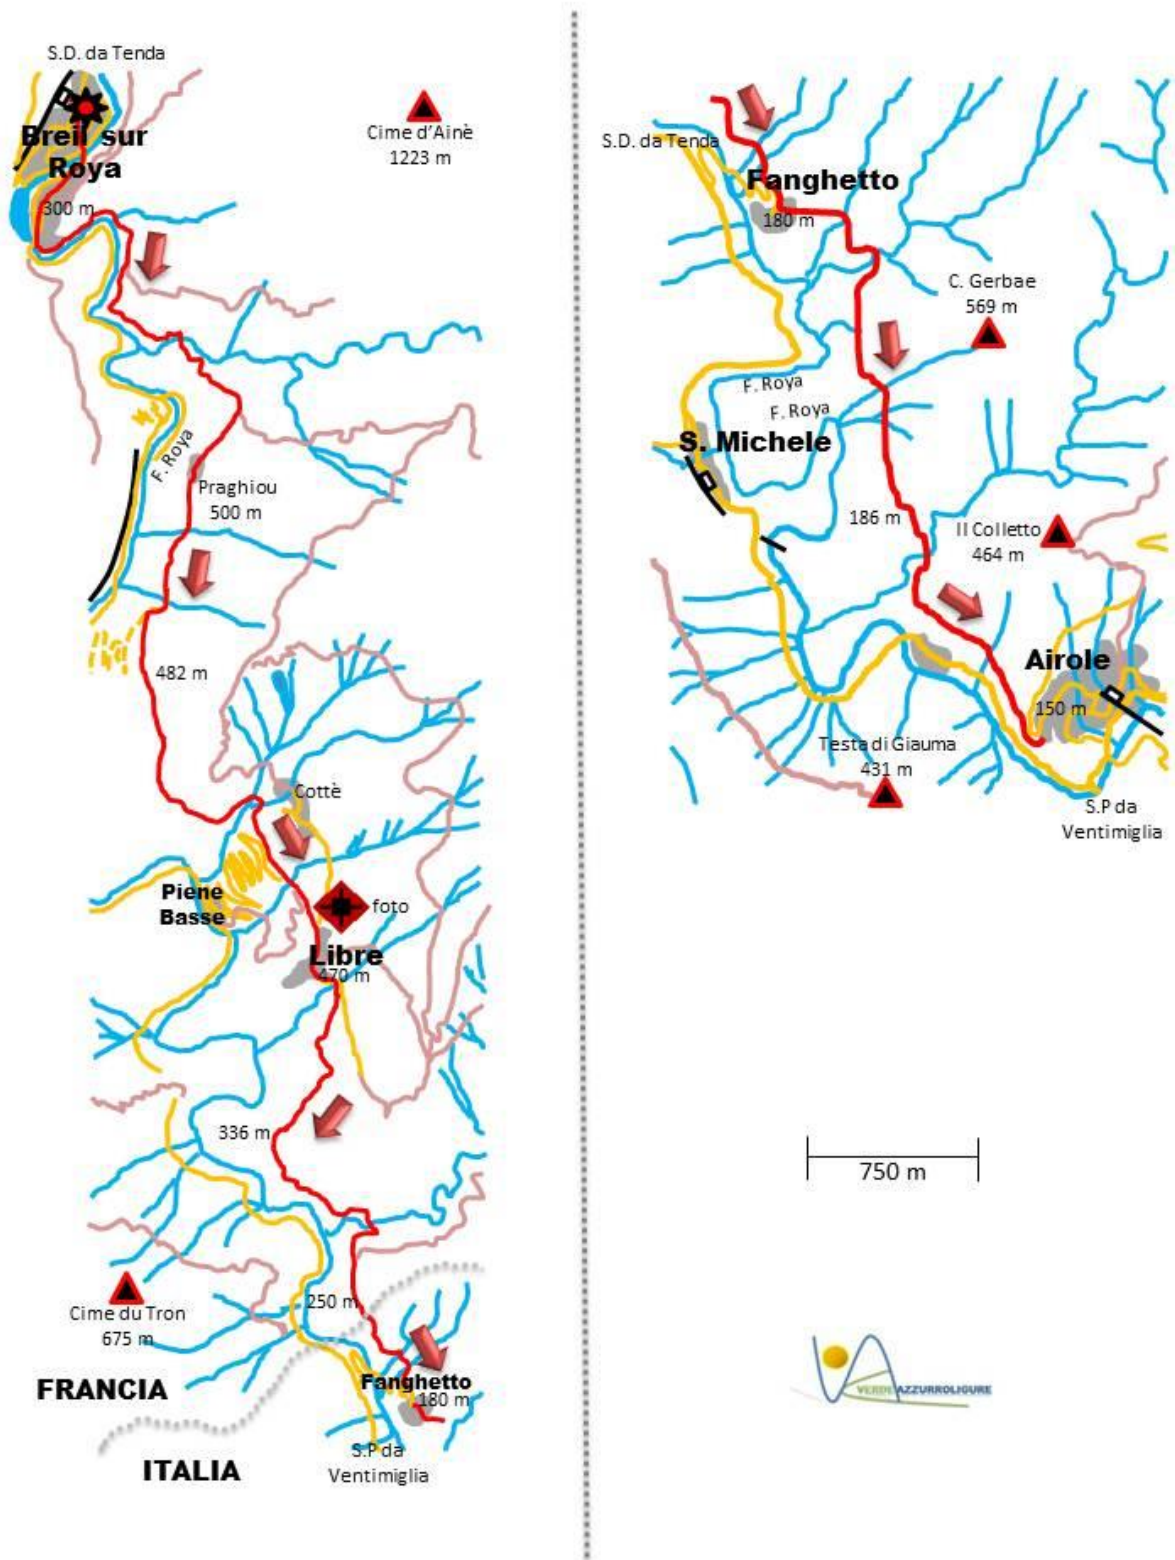 S.D. da Tenda
Breil sur
Roya
300 m
Cime d'Ainè
1223 m
F. Roya
Praghiou
500 m
482 m
Cottè
Piene
Basse
foto
Libre
470 m
336 m
250 m
Cime du Tron
675 m
FRANCIA
Fanghetto
180 m
ITALIA
S.P da
Ventimiglia
S.D. da Tenda
Fanghetto
180 m
C. Gerbae
569 m
F. Roya
F. Roya
S. Michele
186 m
Il Colletto
464 m
Airole
150 m
Testa di Giauma
431 m
S.P da
Ventimiglia
750 m
VERDEAZZURROLIGURE